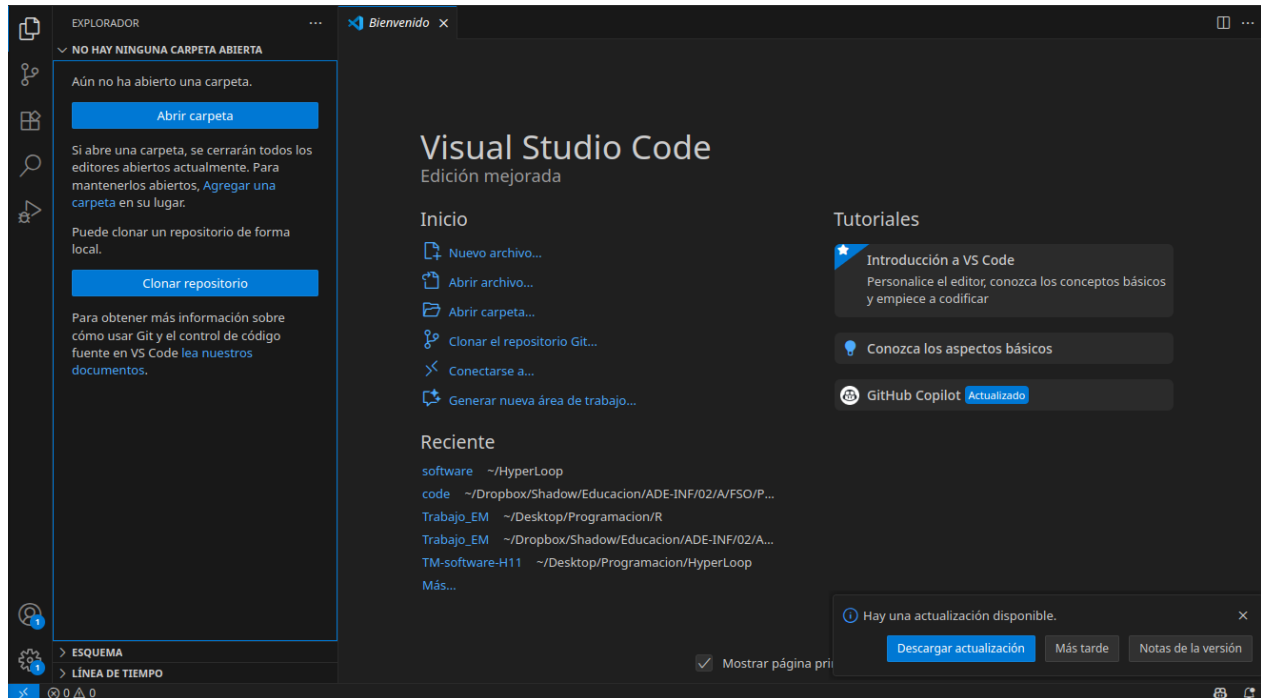 EXPLORADOR
NO HAY NINGUNA CARPETA ABIERTA
Aún no ha abierto una carpeta.
Abrir carpeta
Si abre una carpeta, se cerrarán todos los
editores abiertos actualmente. Para
mantenerlos abiertos, Agregar una
carpeta en su lugar.
Puede clonar un repositorio de forma
local.
Clonar repositorio
Para obtener más información sobre
cómo usar Git y el control de código
fuente en VS Code lea nuestros
documentos.
ESQUEMA
LÍNEA DE TIEMPO
1
1
0 0
Bienvenido
Visual Studio Code
Edición mejorada
Inicio
Nuevo archivo...
Abrir archivo...
Abrir carpeta...
Clonar el repositorio Git...
Conectarse a...
Generar nueva área de trabajo...
Reciente
software ~/HyperLoop
code ~/Dropbox/Shadow/Educacion/ADE-INF/02/A/FSO/P...
Trabajo_EM ~/Desktop/Programacion/R
Trabajo_EM ~/Dropbox/Shadow/Educacion/ADE-INF/02/A...
TM-software-H11 ~/Desktop/Programacion/HyperLoop
Más...
Tutoriales
Introducción a VS Code
Personalice el editor, conozca los conceptos básicos
y empiece a codificar
Conozca los aspectos básicos
GitHub Copilot Actualizado
Mostrar página pri
Hay una actualización disponible.
Descargar actualización Más tarde Notas de la versión